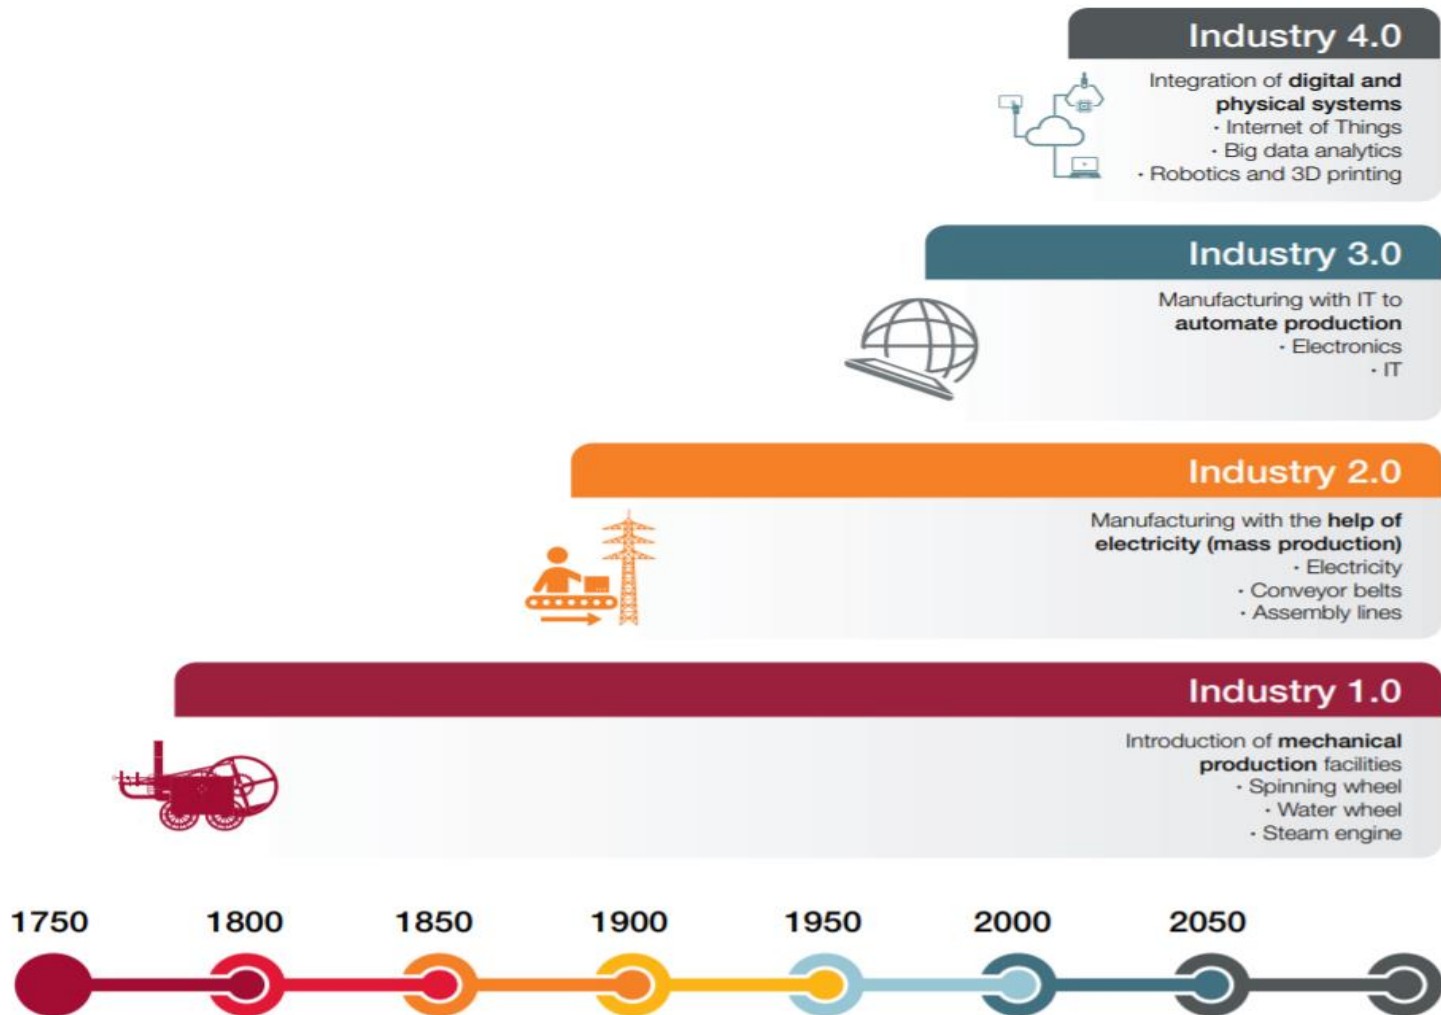 Industry 4.0
Integration of digital and
physical systems
· Internet of Things
· Big data analytics
· Robotics and 3D printing
Industry 3.0
Manufacturing with IT to
automate production
· Electronics
· IT
Industry 2.0
Manufacturing with the help of
electricity (mass production)
· Electricity
· Conveyor belts
· Assembly lines
Industry 1.0
Introduction of mechanical
production facilities
· Spinning wheel
· Water wheel
· Steam engine
1750 1800 1850 1900 1950 2000 2050